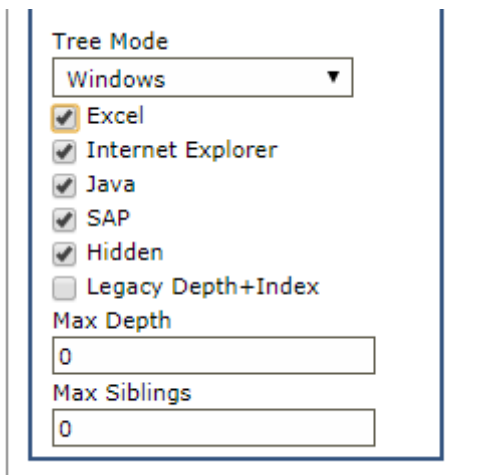 Tree Mode
Windows
Excel
Internet Explorer
Java
SAP
Hidden
Legacy Depth+Index
Max Depth
0
Max Siblings
0